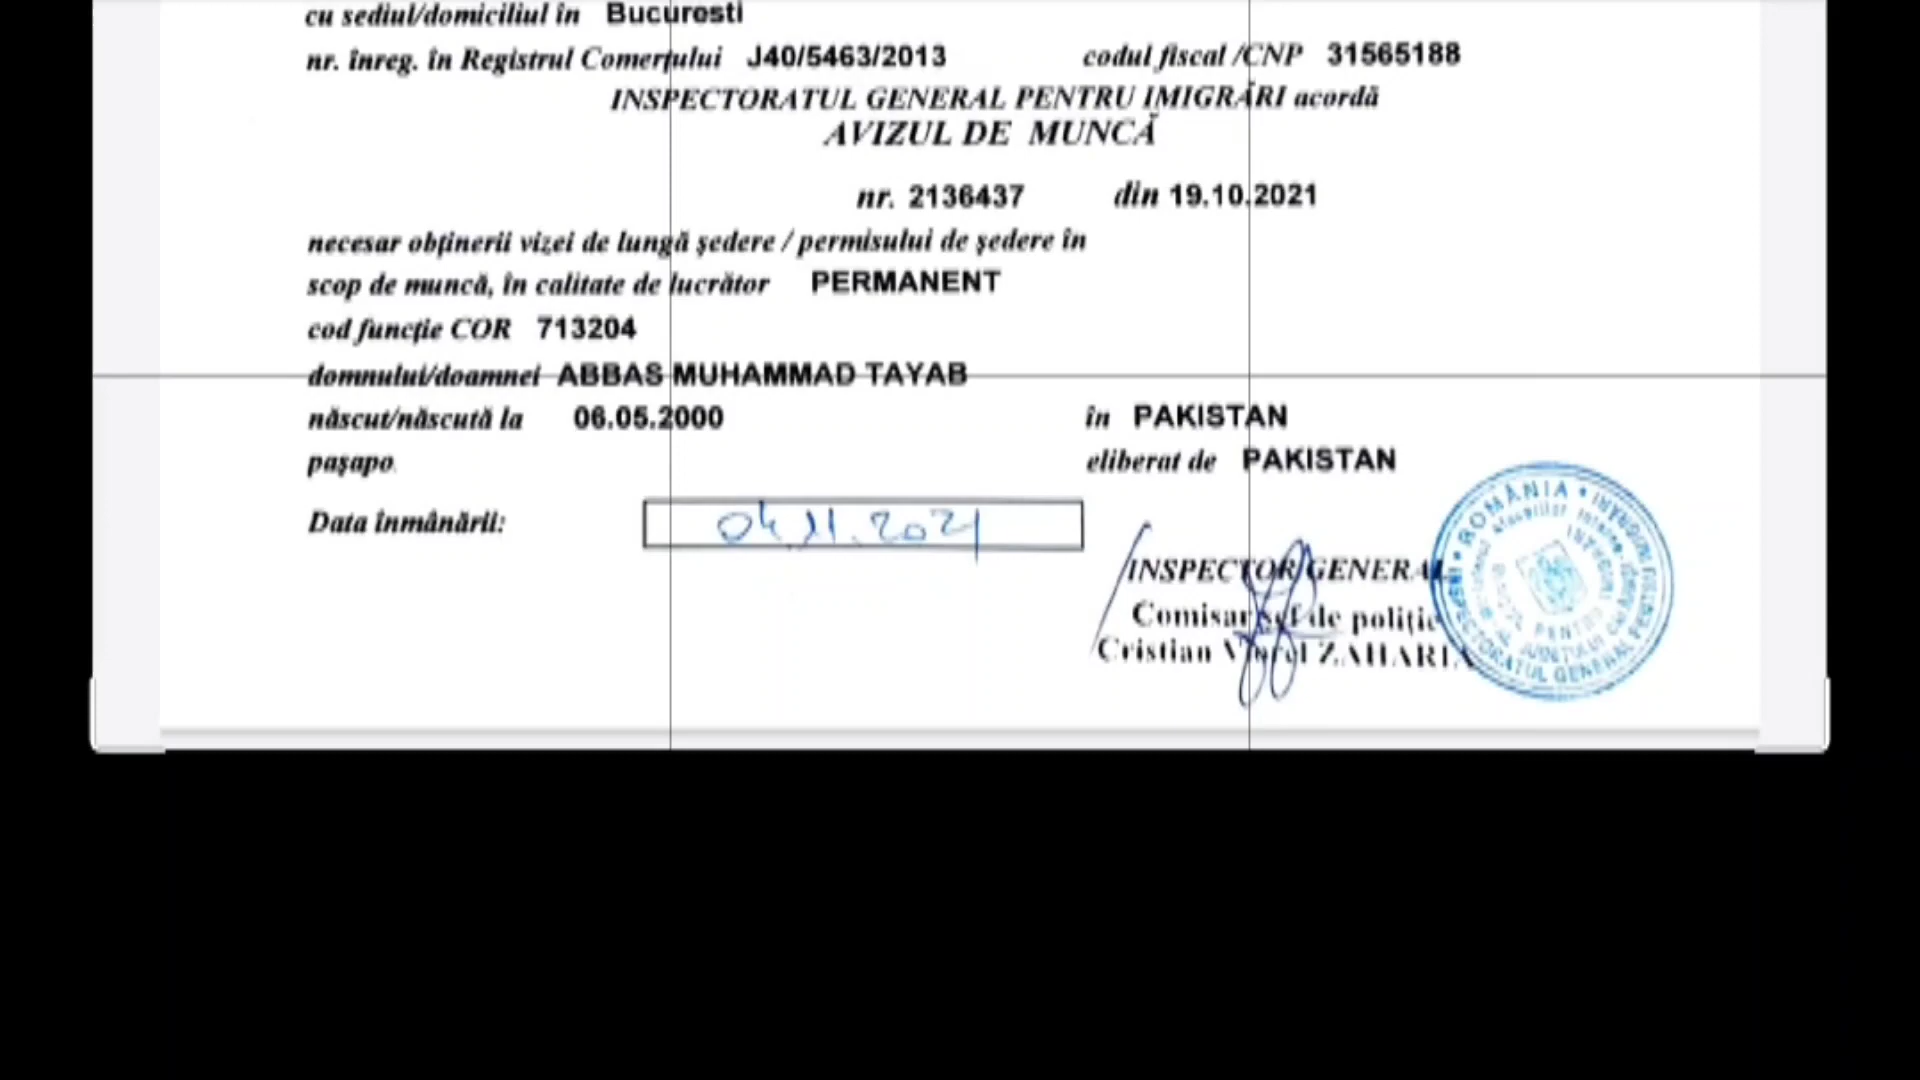 cu sediul/domiciliul în Bucuresti
nr. înreg. în Registrul Comerțului J40/5463/2013 codul fiscal /CNP 31565188
INSPECTORATUL GENERAL PENTRU IMIGRĂRI acordă
AVIZUL DE MUNCĂ
nr. 2136437 din 19.10.2021
necesar obținerii vizei de lungă ședere / permisului de ședere în
scop de muncă, în calitate de lucrător PERMANENT
cod funcție COR 713204
domnului/doamnei ABBAS MUHAMMAD TAYAB
născut/născută la 06.05.2000 în PAKISTAN
pașapo eliberat de PAKISTAN
Data înmânării: 04.11.2021
INSPECTOR GENERAL
Comisar șef de poliție
Cristian Viorel ZAHARIA
ROMÂNIA
INSPECTORATUL GENERAL PENTRU